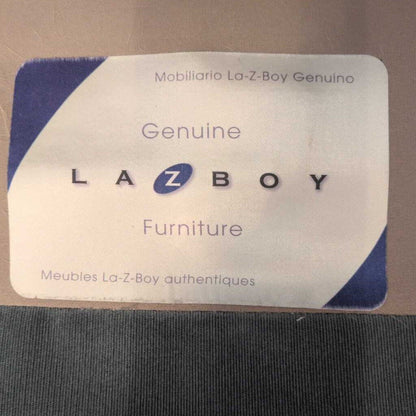 Mobiliario La-Z-Boy Genuino
Genuine
LAZBOY
Furniture
Meubles La-Z-Boy authentiques